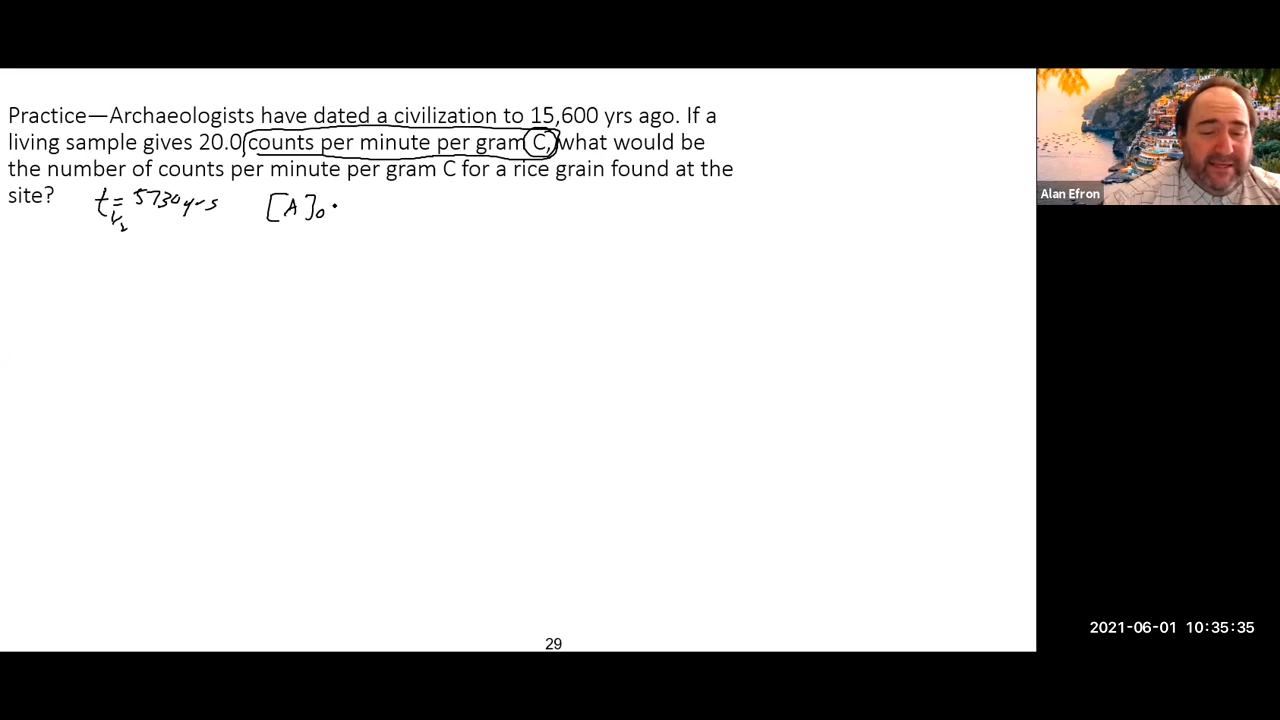 Practice—Archaeologists have dated a civilization to 15,600 yrs ago. If a
living sample gives 20.0 counts per minute per gram C, what would be
the number of counts per minute per gram C for a rice grain found at the
site?
t1/2 = 5730 yrs [A]0
Alan Efron
2021-06-01 10:35:35
29